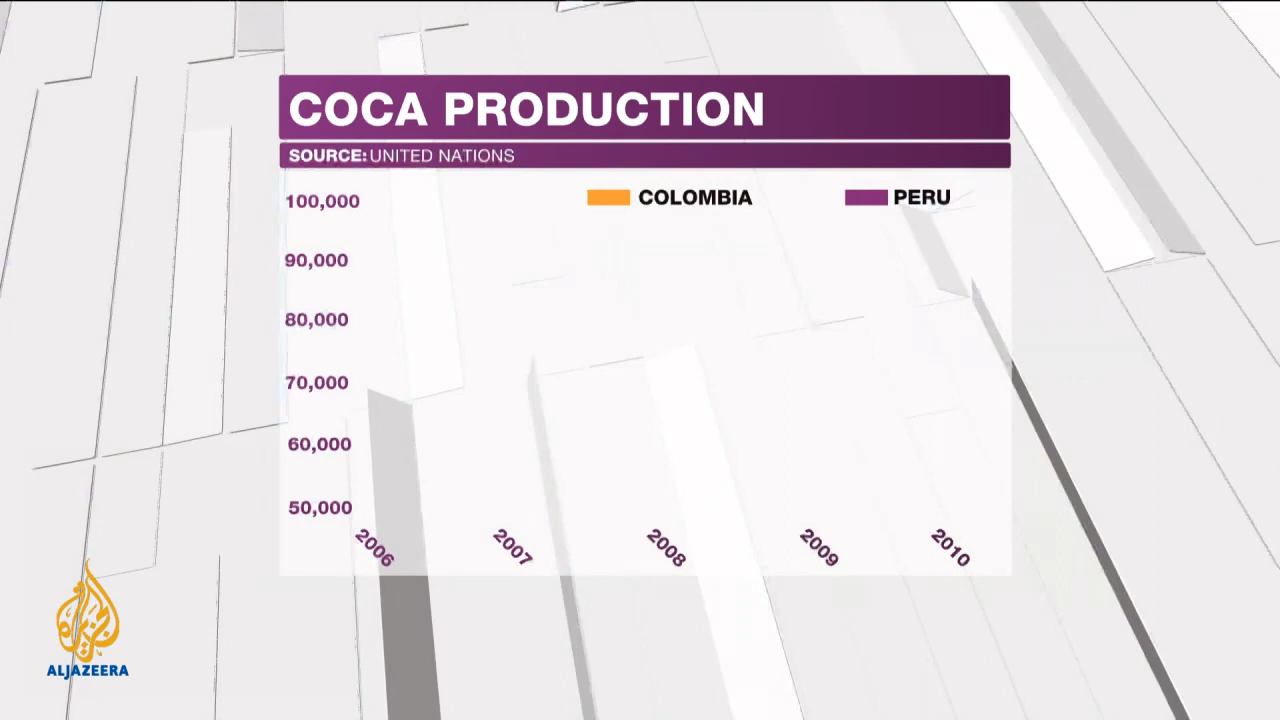 COCA PRODUCTION
SOURCE: UNITED NATIONS
COLOMBIA PERU
100,000
90,000
80,000
70,000
60,000
50,000
2006 2007 2008 2009 2010
الجزيرة
ALJAZEERA